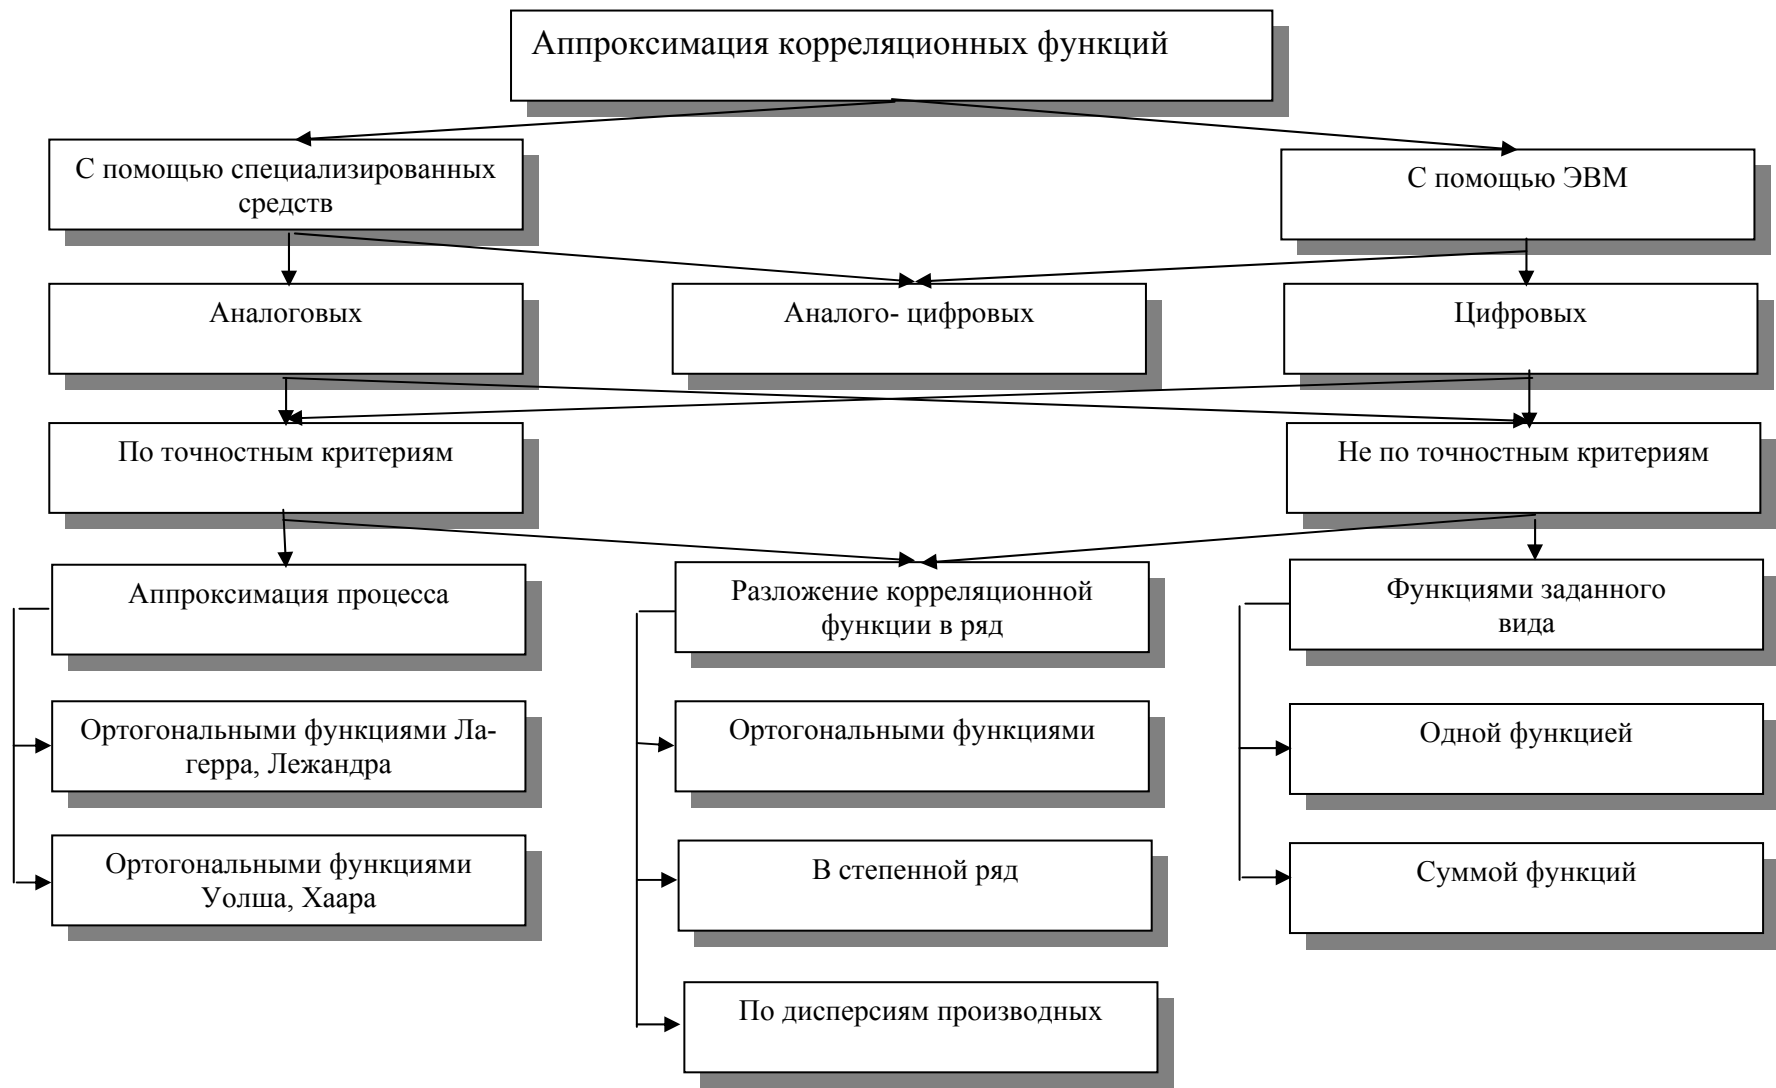 Аппроксимация корреляционных функций
С помощью специализированных
средств
С помощью ЭВМ
Аналоговых
Аналого- цифровых
Цифровых
По точностным критериям
Не по точностным критериям
Аппроксимация процесса
Разложение корреляционной
функции в ряд
Функциями заданного
вида
Ортогональными функциями Ла-
герра, Лежандра
Ортогональными функциями
Одной функцией
Ортогональными функциями
Уолша, Хаара
В степенной ряд
Суммой функций
По дисперсиям производных